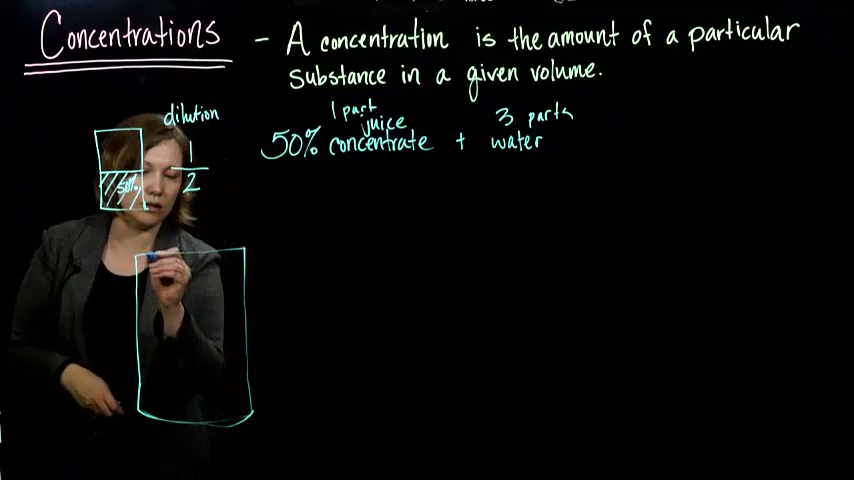 Concentrations - A concentration is the amount of a particular
substance in a given volume.
dilution
1
2
50%
1 part 3 parts
juice
50% concentrate + water